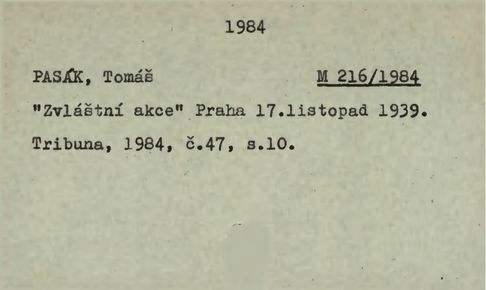 1984
PASÁK, Tomáš M 216/1984
"Zvláštní akce" Praha 17.listopad 1939.
Tribuna, 1984, č.47, s.10.